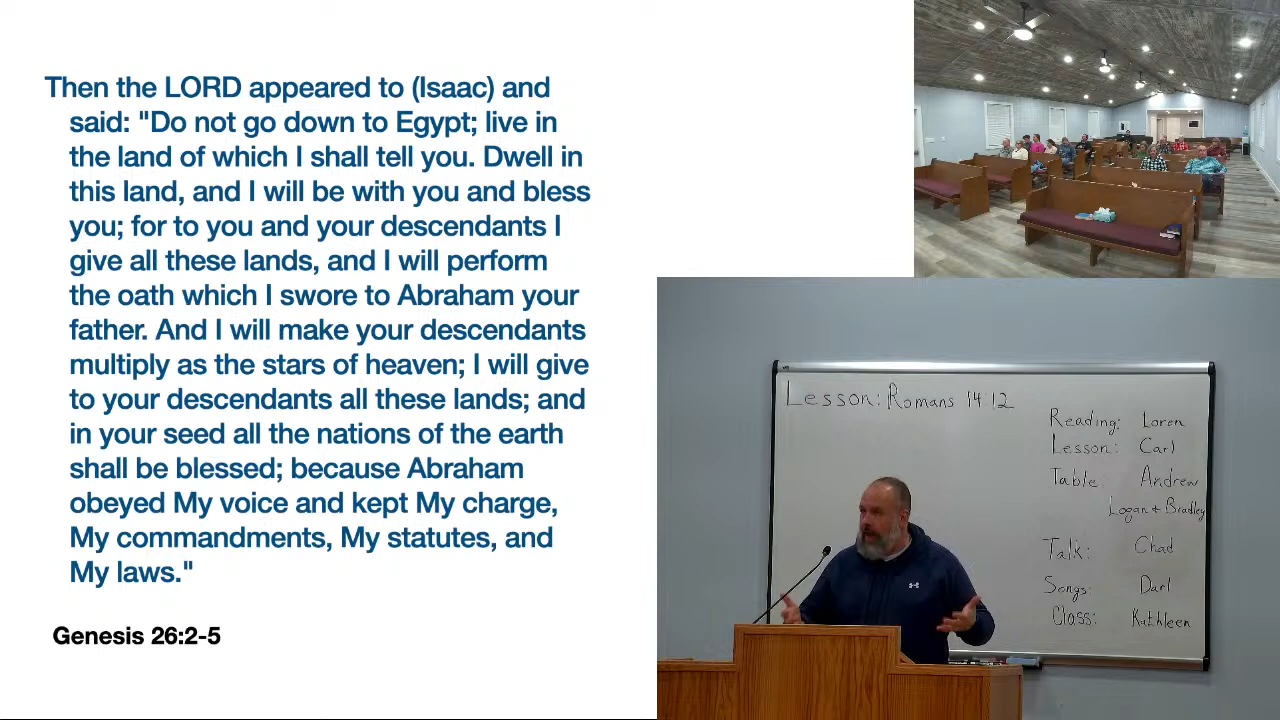 Then the LORD appeared to (Isaac) and
said: "Do not go down to Egypt; live in
the land of which I shall tell you. Dwell in
this land, and I will be with you and bless
you; for to you and your descendants I
give all these lands, and I will perform
the oath which I swore to Abraham your
father. And I will make your descendants
multiply as the stars of heaven; I will give
to your descendants all these lands; and
in your seed all the nations of the earth
shall be blessed; because Abraham
obeyed My voice and kept My charge,
My commandments, My statutes, and
My laws."
Genesis 26:2-5
Lesson: Romans 14 12
Reading: Loren
Lesson: Carl
Table: Andrew
Logan + Bradley
Talk: Chad
Songs: Darl
Class: Kathleen